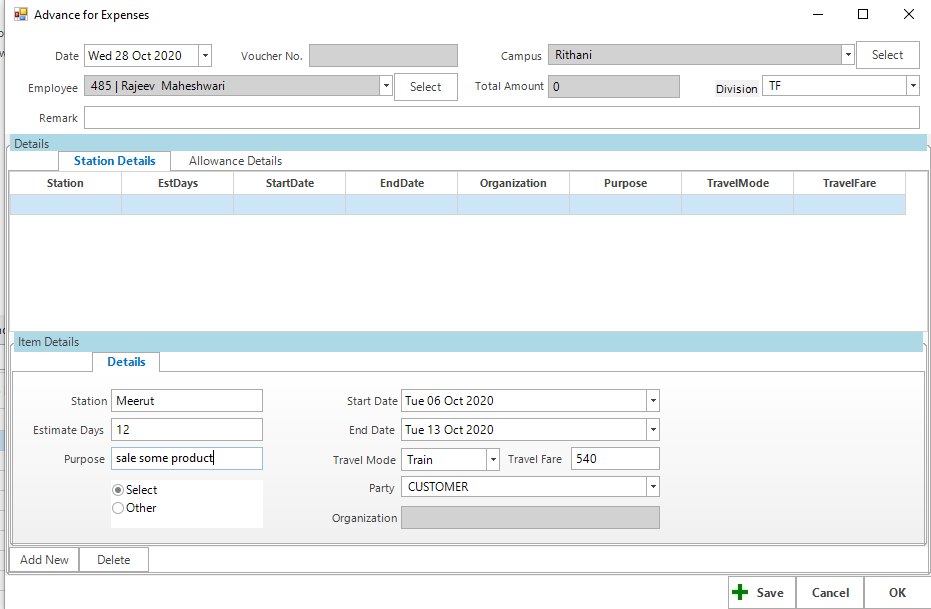 Advance for Expenses
Date Wed 28 Oct 2020 Voucher No. Campus Rithani Select
Employee 485 | Rajeev Maheshwari Select Total Amount 0 Division TF
Remark
Details
Station Details Allowance Details
Station EstDays StartDate EndDate Organization Purpose TravelMode TravelFare
Item Details
Details
Station Meerut Start Date Tue 06 Oct 2020
Estimate Days 12 End Date Tue 13 Oct 2020
Purpose sale some product Travel Mode Train Travel Fare 540
Select Party CUSTOMER
Other
Organization
Add New Delete
Save Cancel OK